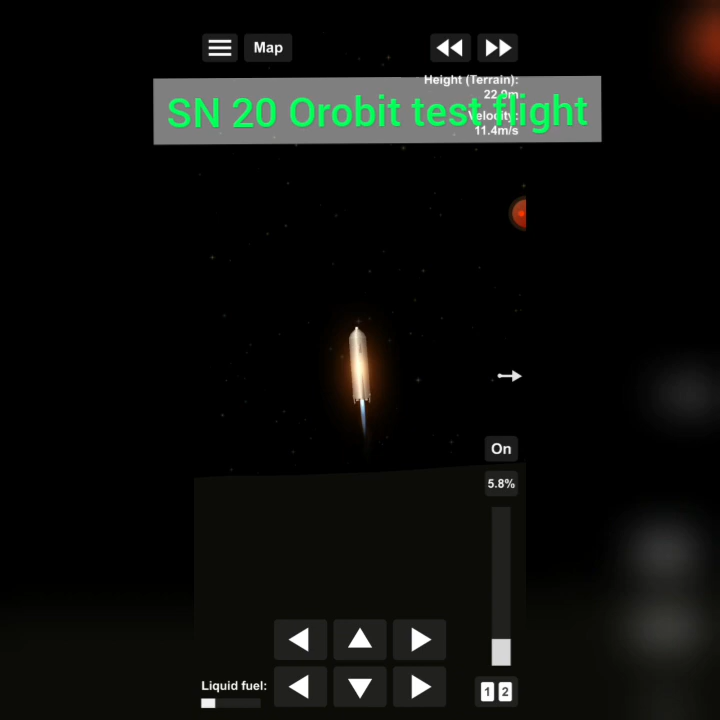 Map
Height (Terrain):
22.9m
SN 20 Orobit test flight
Velocity:
11.4m/s
On
5.8%
Liquid fuel:
1 2